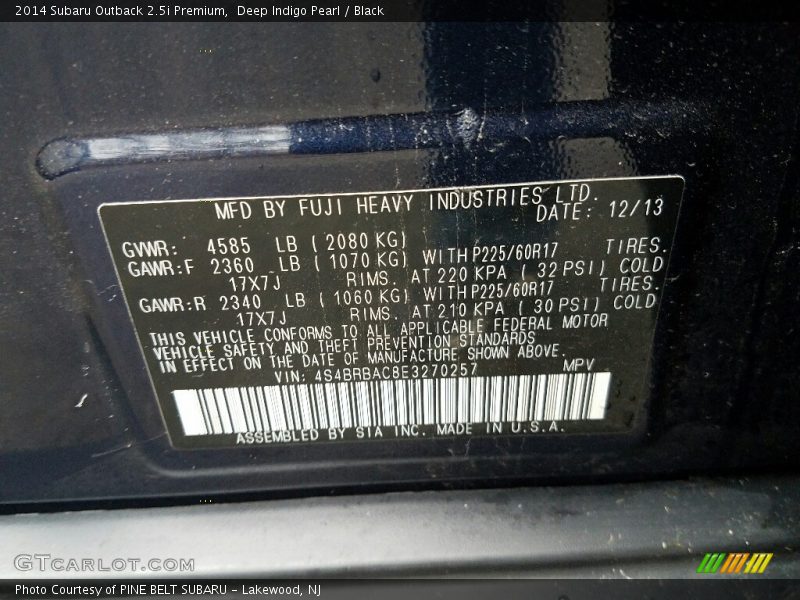 2014 Subaru Outback 2.5i Premium,  Deep Indigo Pearl / Black
MFD BY FUJI HEAVY INDUSTRIES LTD.
DATE: 12/13
GVWR: 4585 LB (2080 KG)
GAWR:F 2360 LB (1070 KG) WITH P225/60R17 TIRES.
17X7J RIMS. AT 220 KPA (32 PSI) COLD
GAWR:R 2340 LB (1060 KG) WITH P225/60R17 TIRES.
17X7J RIMS. AT 210 KPA (30 PSI) COLD
THIS VEHICLE CONFORMS TO ALL APPLICABLE FEDERAL MOTOR
VEHICLE SAFETY AND THEFT PREVENTION STANDARDS
IN EFFECT ON THE DATE OF MANUFACTURE SHOWN ABOVE.
VIN: 4S4BRBAC8E3270257 MPV
ASSEMBLED BY SIA INC. MADE IN U.S.A.
GTCARLOT.COM
Photo Courtesy of PINE BELT SUBARU - Lakewood, NJ